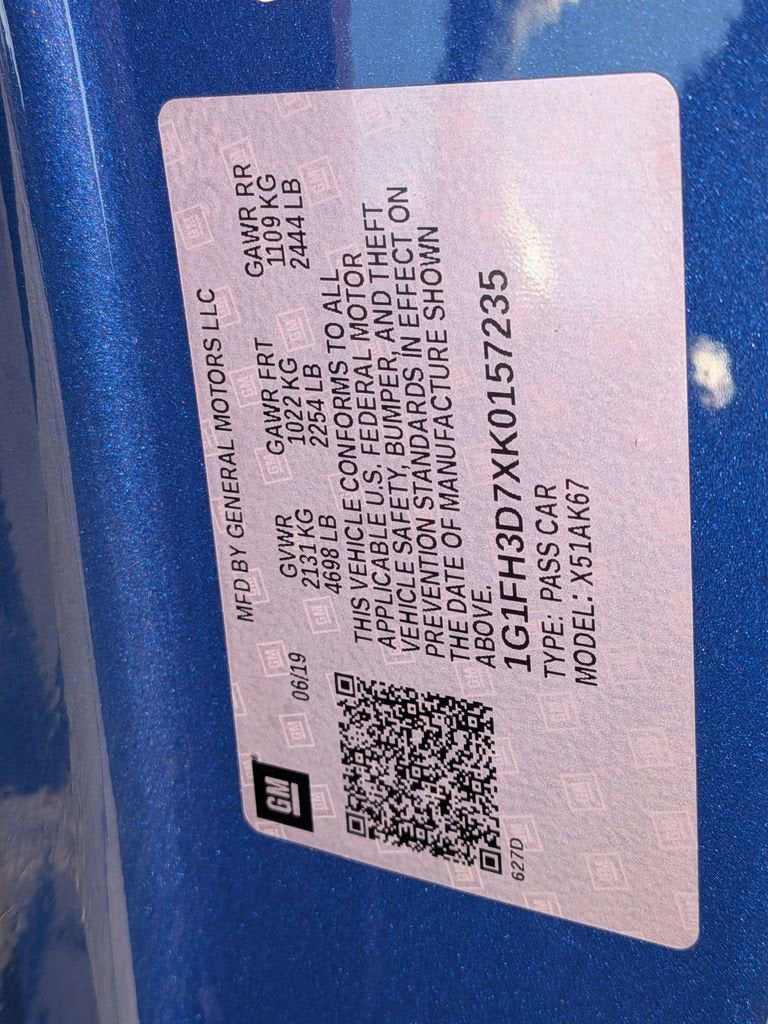 GM
06/19
MFD BY GENERAL MOTORS LLC
GVWR GAWR FRT GAWR RR
2131 KG 1022 KG 1109 KG
4698 LB 2254 LB 2444 LB
THIS VEHICLE CONFORMS TO ALL
APPLICABLE U.S. FEDERAL MOTOR
VEHICLE SAFETY, BUMPER, AND THEFT
PREVENTION STANDARDS IN EFFECT ON
THE DATE OF MANUFACTURE SHOWN
ABOVE.
1G1FH3D7XK0157235
TYPE: PASS CAR
MODEL: X51AK67
627D